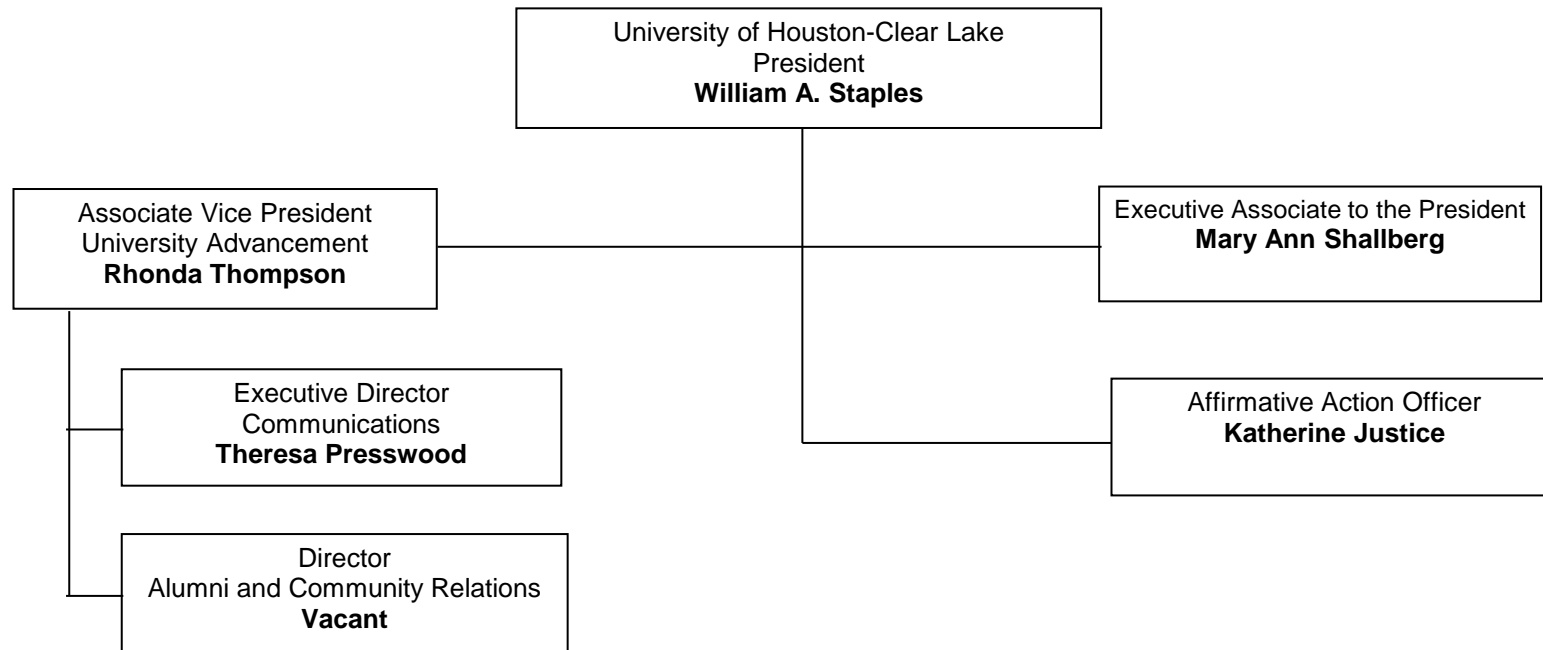 University of Houston-Clear Lake
President
William A. Staples
Associate Vice President
University Advancement
Rhonda Thompson
Executive Associate to the President
Mary Ann Shallberg
Executive Director
Communications
Theresa Presswood
Affirmative Action Officer
Katherine Justice
Director
Alumni and Community Relations
Vacant